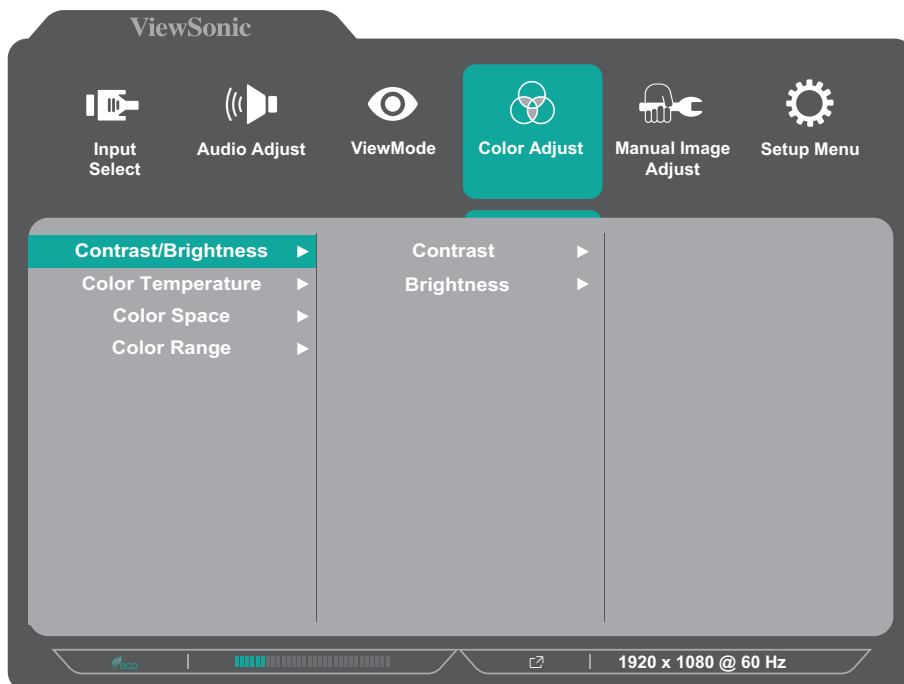 ViewSonic
Input Select
Audio Adjust
ViewMode
Color Adjust
Manual Image Adjust
Setup Menu
Contrast/Brightness
Contrast
Color Temperature
Brightness
Color Space
Color Range
eco
1920 x 1080 @ 60 Hz